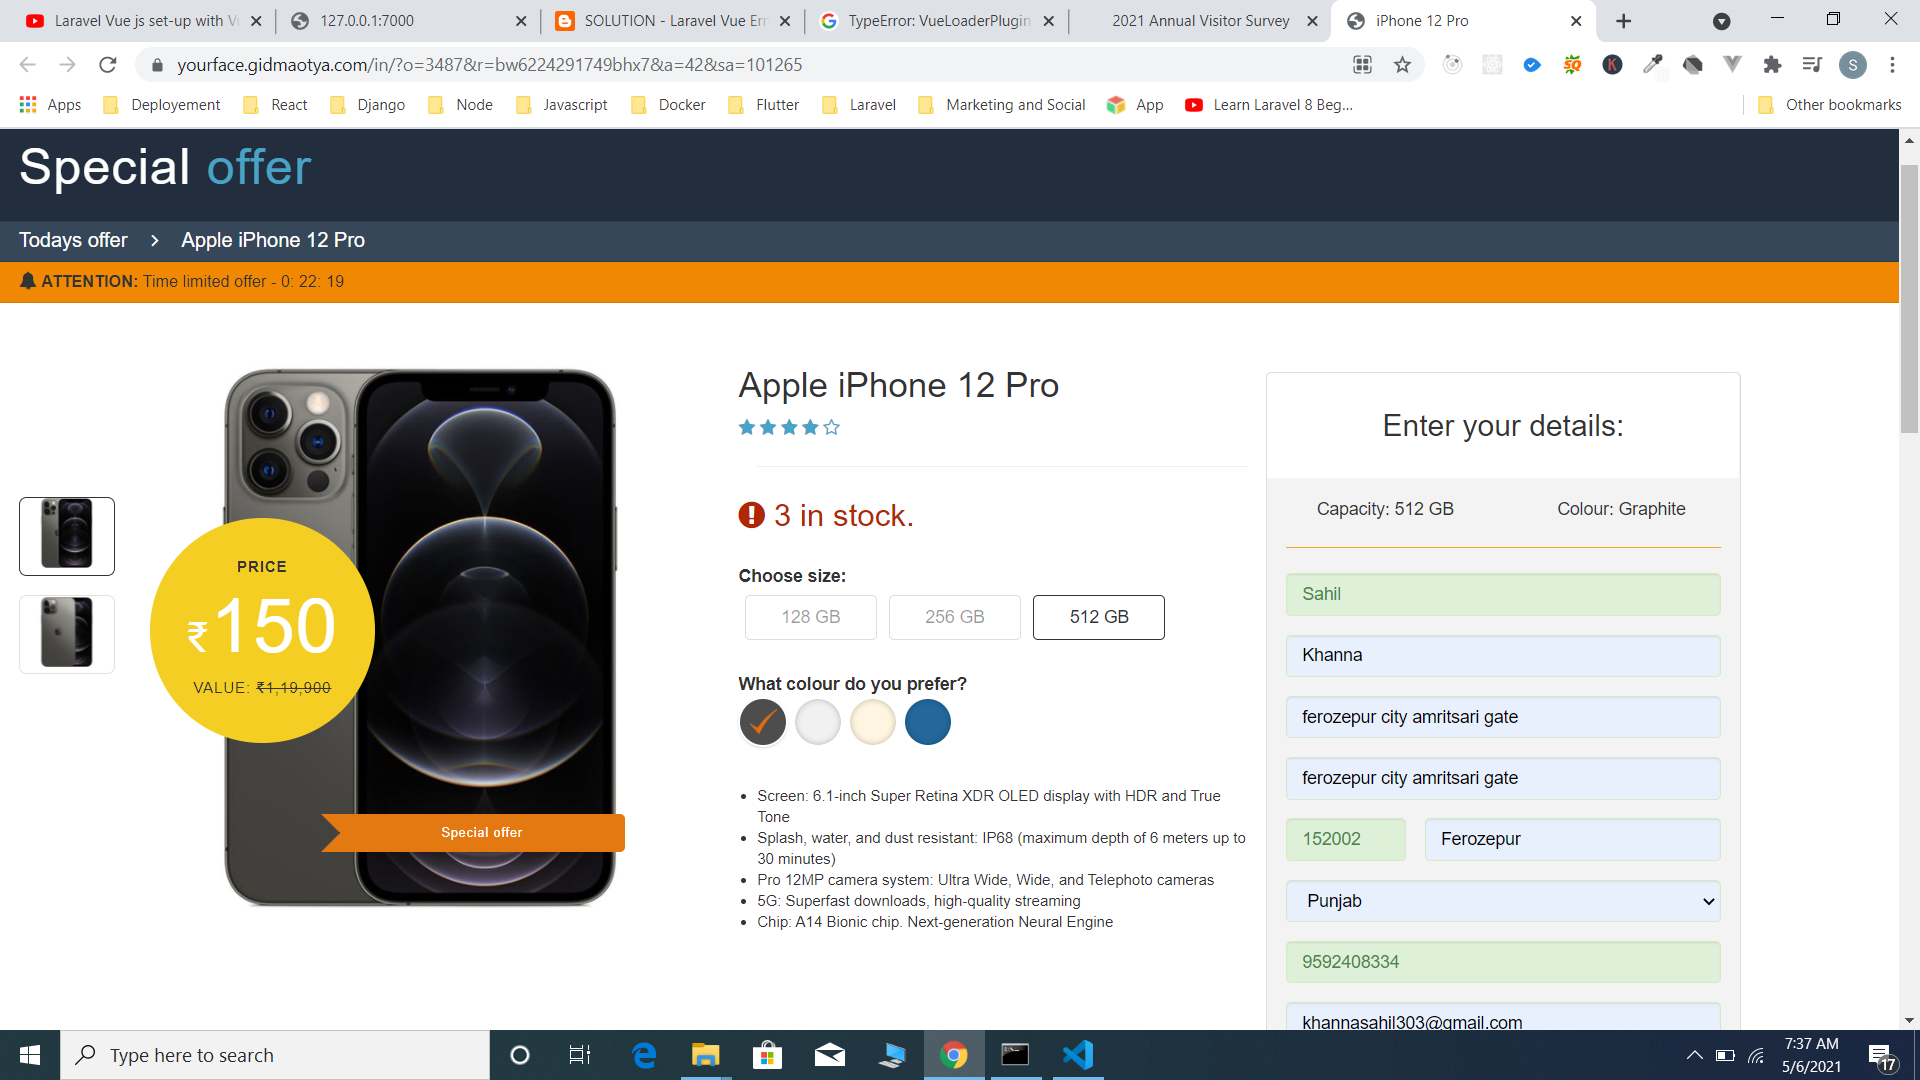 Laravel Vue js set-up with Vu
127.0.0.1:7000
SOLUTION - Laravel Vue Err
TypeError: VueLoaderPlugin
2021 Annual Visitor Survey
iPhone 12 Pro
yourface.gidmaotya.com/in/?o=3487&r=bw6224291749bhx7&a=42&sa=101265
S
Apps
Deployement
React
Django
Node
Javascript
Docker
Flutter
Laravel
Marketing and Social
App
Learn Laravel 8 Beg...
Other bookmarks
Special offer
Todays offer > Apple iPhone 12 Pro
ATTENTION: Time limited offer - 0: 22: 19
PRICE
₹150
VALUE: ₹1,19,900
Special offer
Apple iPhone 12 Pro
3 in stock.
Choose size:
128 GB
256 GB
512 GB
What colour do you prefer?
• Screen: 6.1-inch Super Retina XDR OLED display with HDR and True
Tone
• Splash, water, and dust resistant: IP68 (maximum depth of 6 meters up to
30 minutes)
• Pro 12MP camera system: Ultra Wide, Wide, and Telephoto cameras
• 5G: Superfast downloads, high-quality streaming
• Chip: A14 Bionic chip. Next-generation Neural Engine
Enter your details:
Capacity: 512 GB
Colour: Graphite
Sahil
Khanna
ferozepur city amritsari gate
ferozepur city amritsari gate
152002
Ferozepur
Punjab
9592408334
khannasahil303@gmail.com
Type here to search
7:37 AM
5/6/2021
17